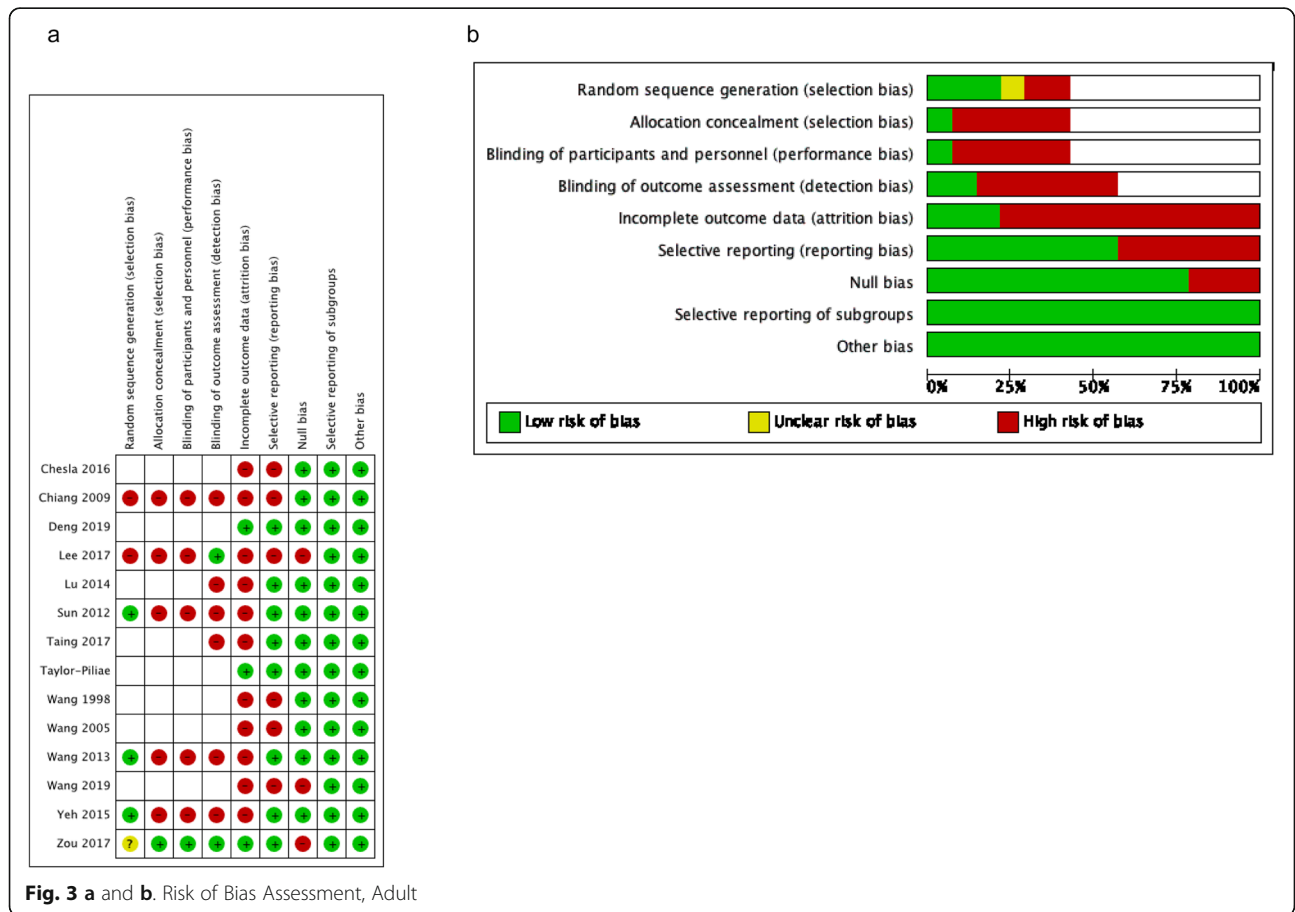 a
Random sequence generation (selection bias)
Allocation concealment (selection bias)
Blinding of participants and personnel (performance bias)
Blinding of outcome assessment (detection bias)
Incomplete outcome data (attrition bias)
Selective reporting (reporting bias)
Null bias
Selective reporting of subgroups
Other bias
Chesla 2016 - - + + +
Chiang 2009 - - - - - - + + +
Deng 2019 + + + + +
Lee 2017 - - - + - - - + +
Lu 2014 - - + + + +
Sun 2012 + - - - - + + + +
Taing 2017 - - + + + +
Taylor-Piliae + + + + +
Wang 1998 - - + + +
Wang 2005 - - + + +
Wang 2013 + - - - - + + + +
Wang 2019 - - - + +
Yeh 2015 + - - - - + + + +
Zou 2017 ? + + + + + - + +
b
Random sequence generation (selection bias)
Allocation concealment (selection bias)
Blinding of participants and personnel (performance bias)
Blinding of outcome assessment (detection bias)
Incomplete outcome data (attrition bias)
Selective reporting (reporting bias)
Null bias
Selective reporting of subgroups
Other bias
0% 25% 50% 75% 100%
Low risk of bias Unclear risk of bias High risk of bias
Fig. 3 a and b. Risk of Bias Assessment, Adult